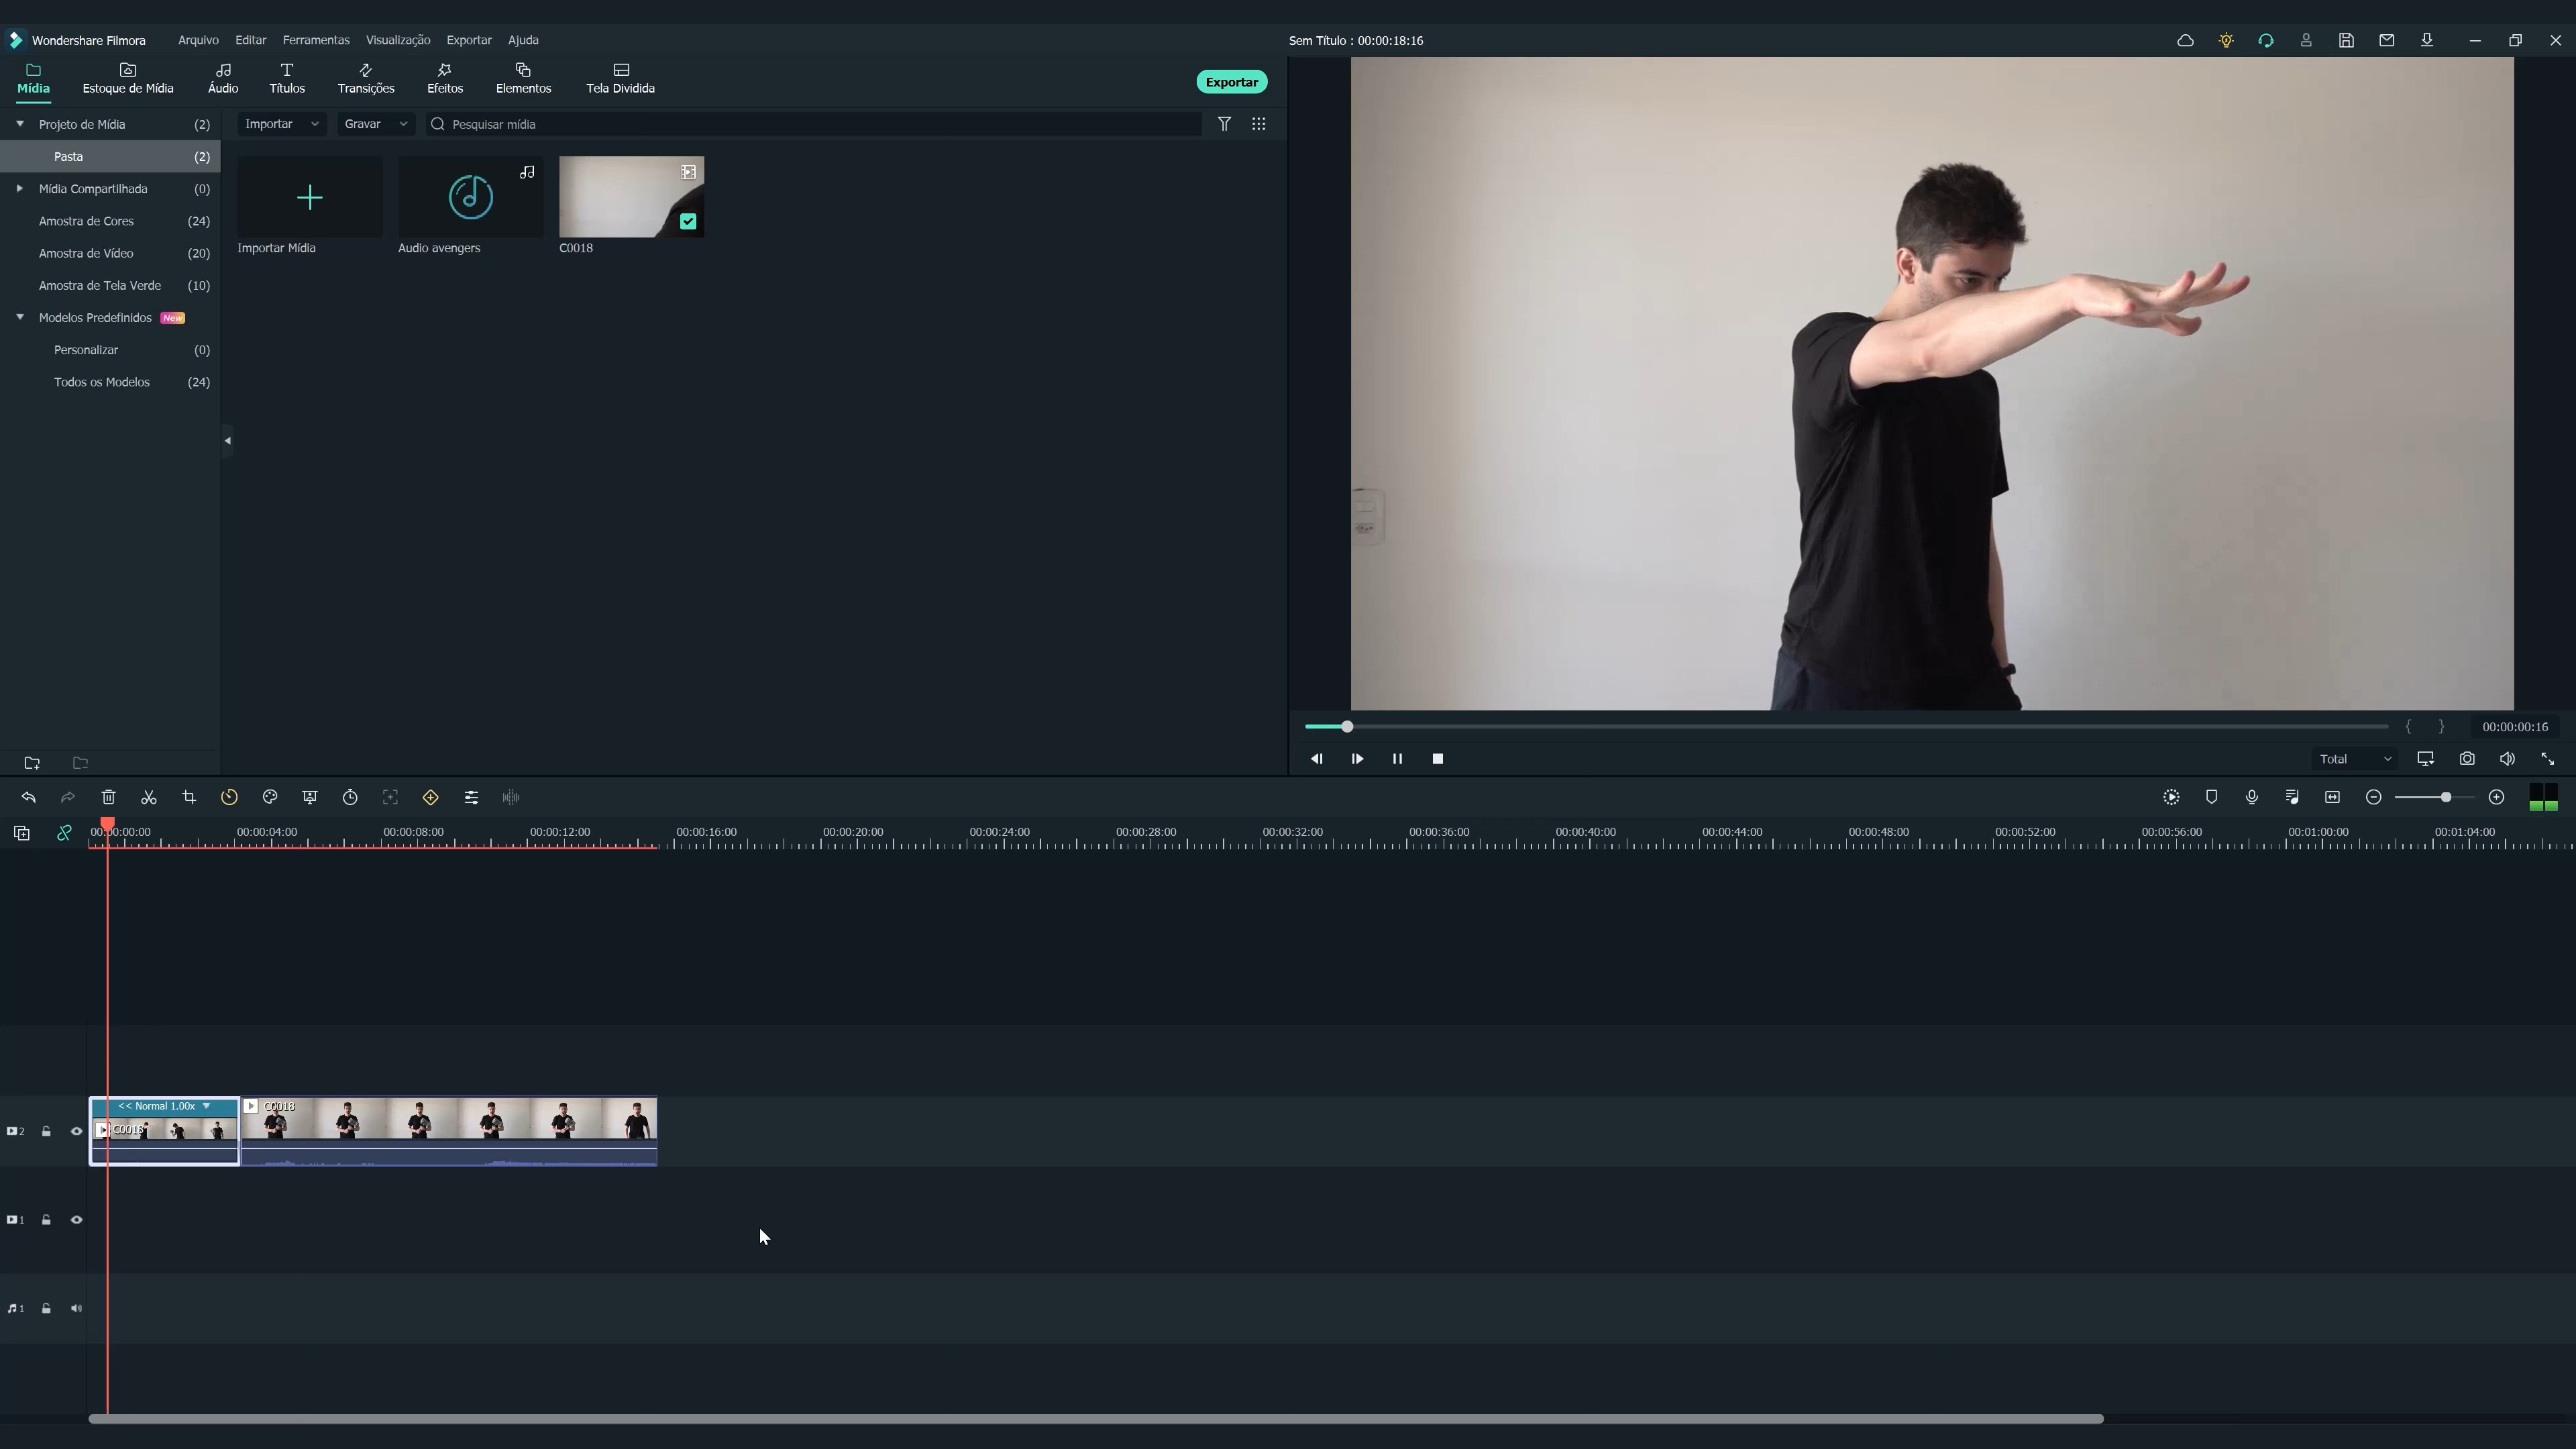 Wondershare Filmora
Arquivo
Editar
Ferramentas
Visualização
Exportar
Ajuda
Sem Título : 00:00:18:16
Mídia
Estoque de Mídia
Áudio
Títulos
Transições
Efeitos
Elementos
Tela Dividida
Exportar
Projeto de Mídia (2)
Pasta (2)
Mídia Compartilhada (0)
Amostra de Cores (24)
Amostra de Vídeo (20)
Amostra de Tela Verde (10)
Modelos Predefinidos New
Personalizar (0)
Todos os Modelos (24)
Importar
Gravar
Pesquisar mídia
Importar Mídia
Audio avengers
C0018
{ }
00:00:00:16
Total
00:00:00:00
00:00:04:00
00:00:08:00
00:00:12:00
00:00:16:00
00:00:20:00
00:00:24:00
00:00:28:00
00:00:32:00
00:00:36:00
00:00:40:00
00:00:44:00
00:00:48:00
00:00:52:00
00:00:56:00
00:01:00:00
00:01:04:00
<< Normal 1.00x
C0018
C0018
2
1
1